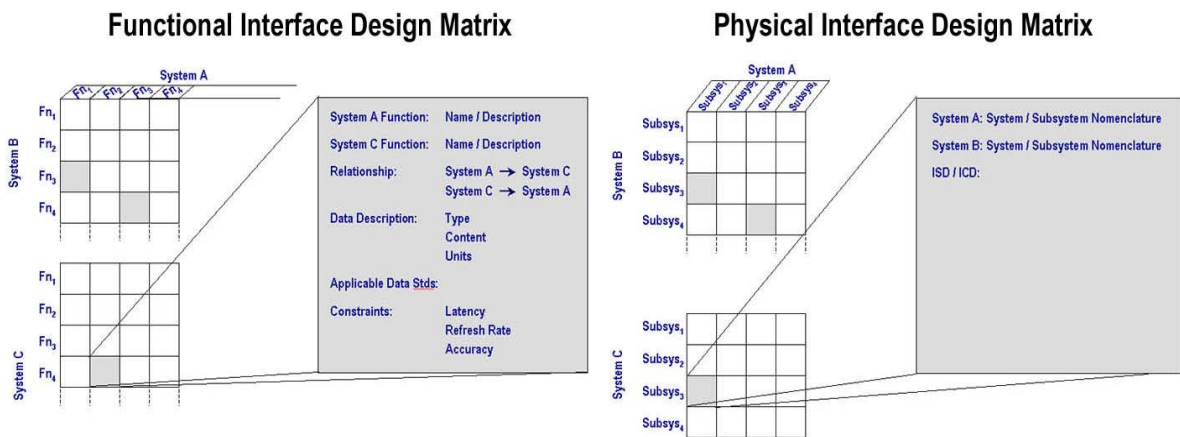 Functional Interface Design Matrix
System A
Fn₁ Fn₂ Fn₃ Fn₄
System B
Fn₁
Fn₂
Fn₃
Fn₄
System C
Fn₁
Fn₂
Fn₃
Fn₄
System A Function: Name / Description
System C Function: Name / Description
Relationship: System A → System C
System C → System A
Data Description: Type
Content
Units
Applicable Data Stds:
Constraints: Latency
Refresh Rate
Accuracy
Physical Interface Design Matrix
System A
Subsys₁ Subsys₂ Subsys₃ Subsys₄
System B
Subsys₁
Subsys₂
Subsys₃
Subsys₄
System C
Subsys₁
Subsys₂
Subsys₃
Subsys₄
System A: System / Subsystem Nomenclature
System B: System / Subsystem Nomenclature
ISD / ICD: